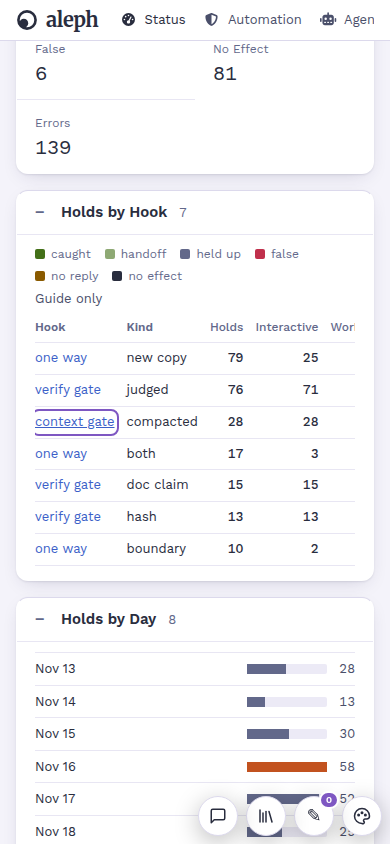 aleph Status Automation Agen
False No Effect
6 81
Errors
139
− Holds by Hook 7
caught handoff held up false
no reply no effect
Guide only
Hook Kind Holds Interactive Worl
one way new copy 79 25
verify gate judged 76 71
context gate compacted 28 28
one way both 17 3
verify gate doc claim 15 15
verify gate hash 13 13
one way boundary 10 2
− Holds by Day 8
Nov 13 28
Nov 14 13
Nov 15 30
Nov 16 58
0
Nov 17
Nov 18